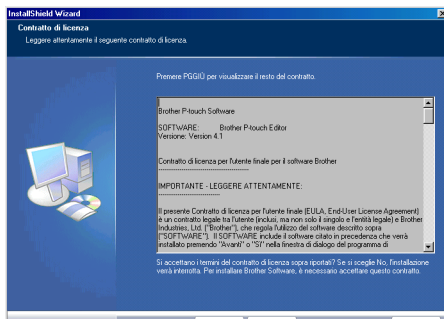 InstallShield Wizard
Contratto di licenza
Leggere attentamente il seguente contratto di licenza.
Premere PGGIÙ per visualizzare il resto del contratto.
Brother P-touch Software
SOFTWARE: Brother P-touch Editor
Versione: Version 4.1
Contratto di licenza per l'utente finale per il software Brother
----------------------------------------
IMPORTANTE - LEGGERE ATTENTAMENTE:
----------------------------------------
Il presente Contratto di licenza per l'utente finale (EULA, End-User License Agreement)
è un contratto legale tra l'utente (inclusi, ma non solo il singolo e l'entità legale) e Brother
Industries, Ltd. ("Brother"), che regola l'utilizzo del software descritto sopra
("SOFTWARE"). Il SOFTWARE include il software citato in precedenza che verrà
installato premendo "Avanti" o "Sì" nella finestra di dialogo del programma di
Si accettano i termini del contratto di licenza sopra riportati? Se si sceglie No, l'installazione
verrà interrotta. Per installare Brother Software, è necessario accettare questo contratto.